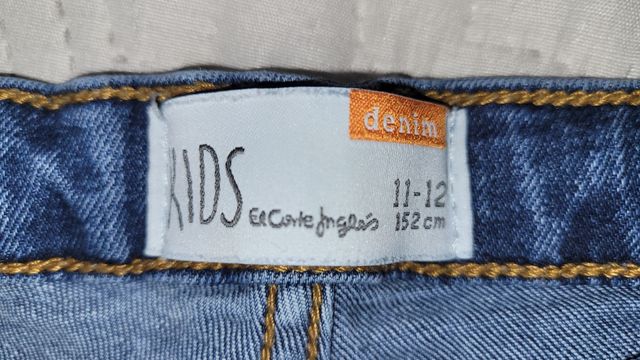 denim
KIDS El Corte Inglés
11-12
152 cm